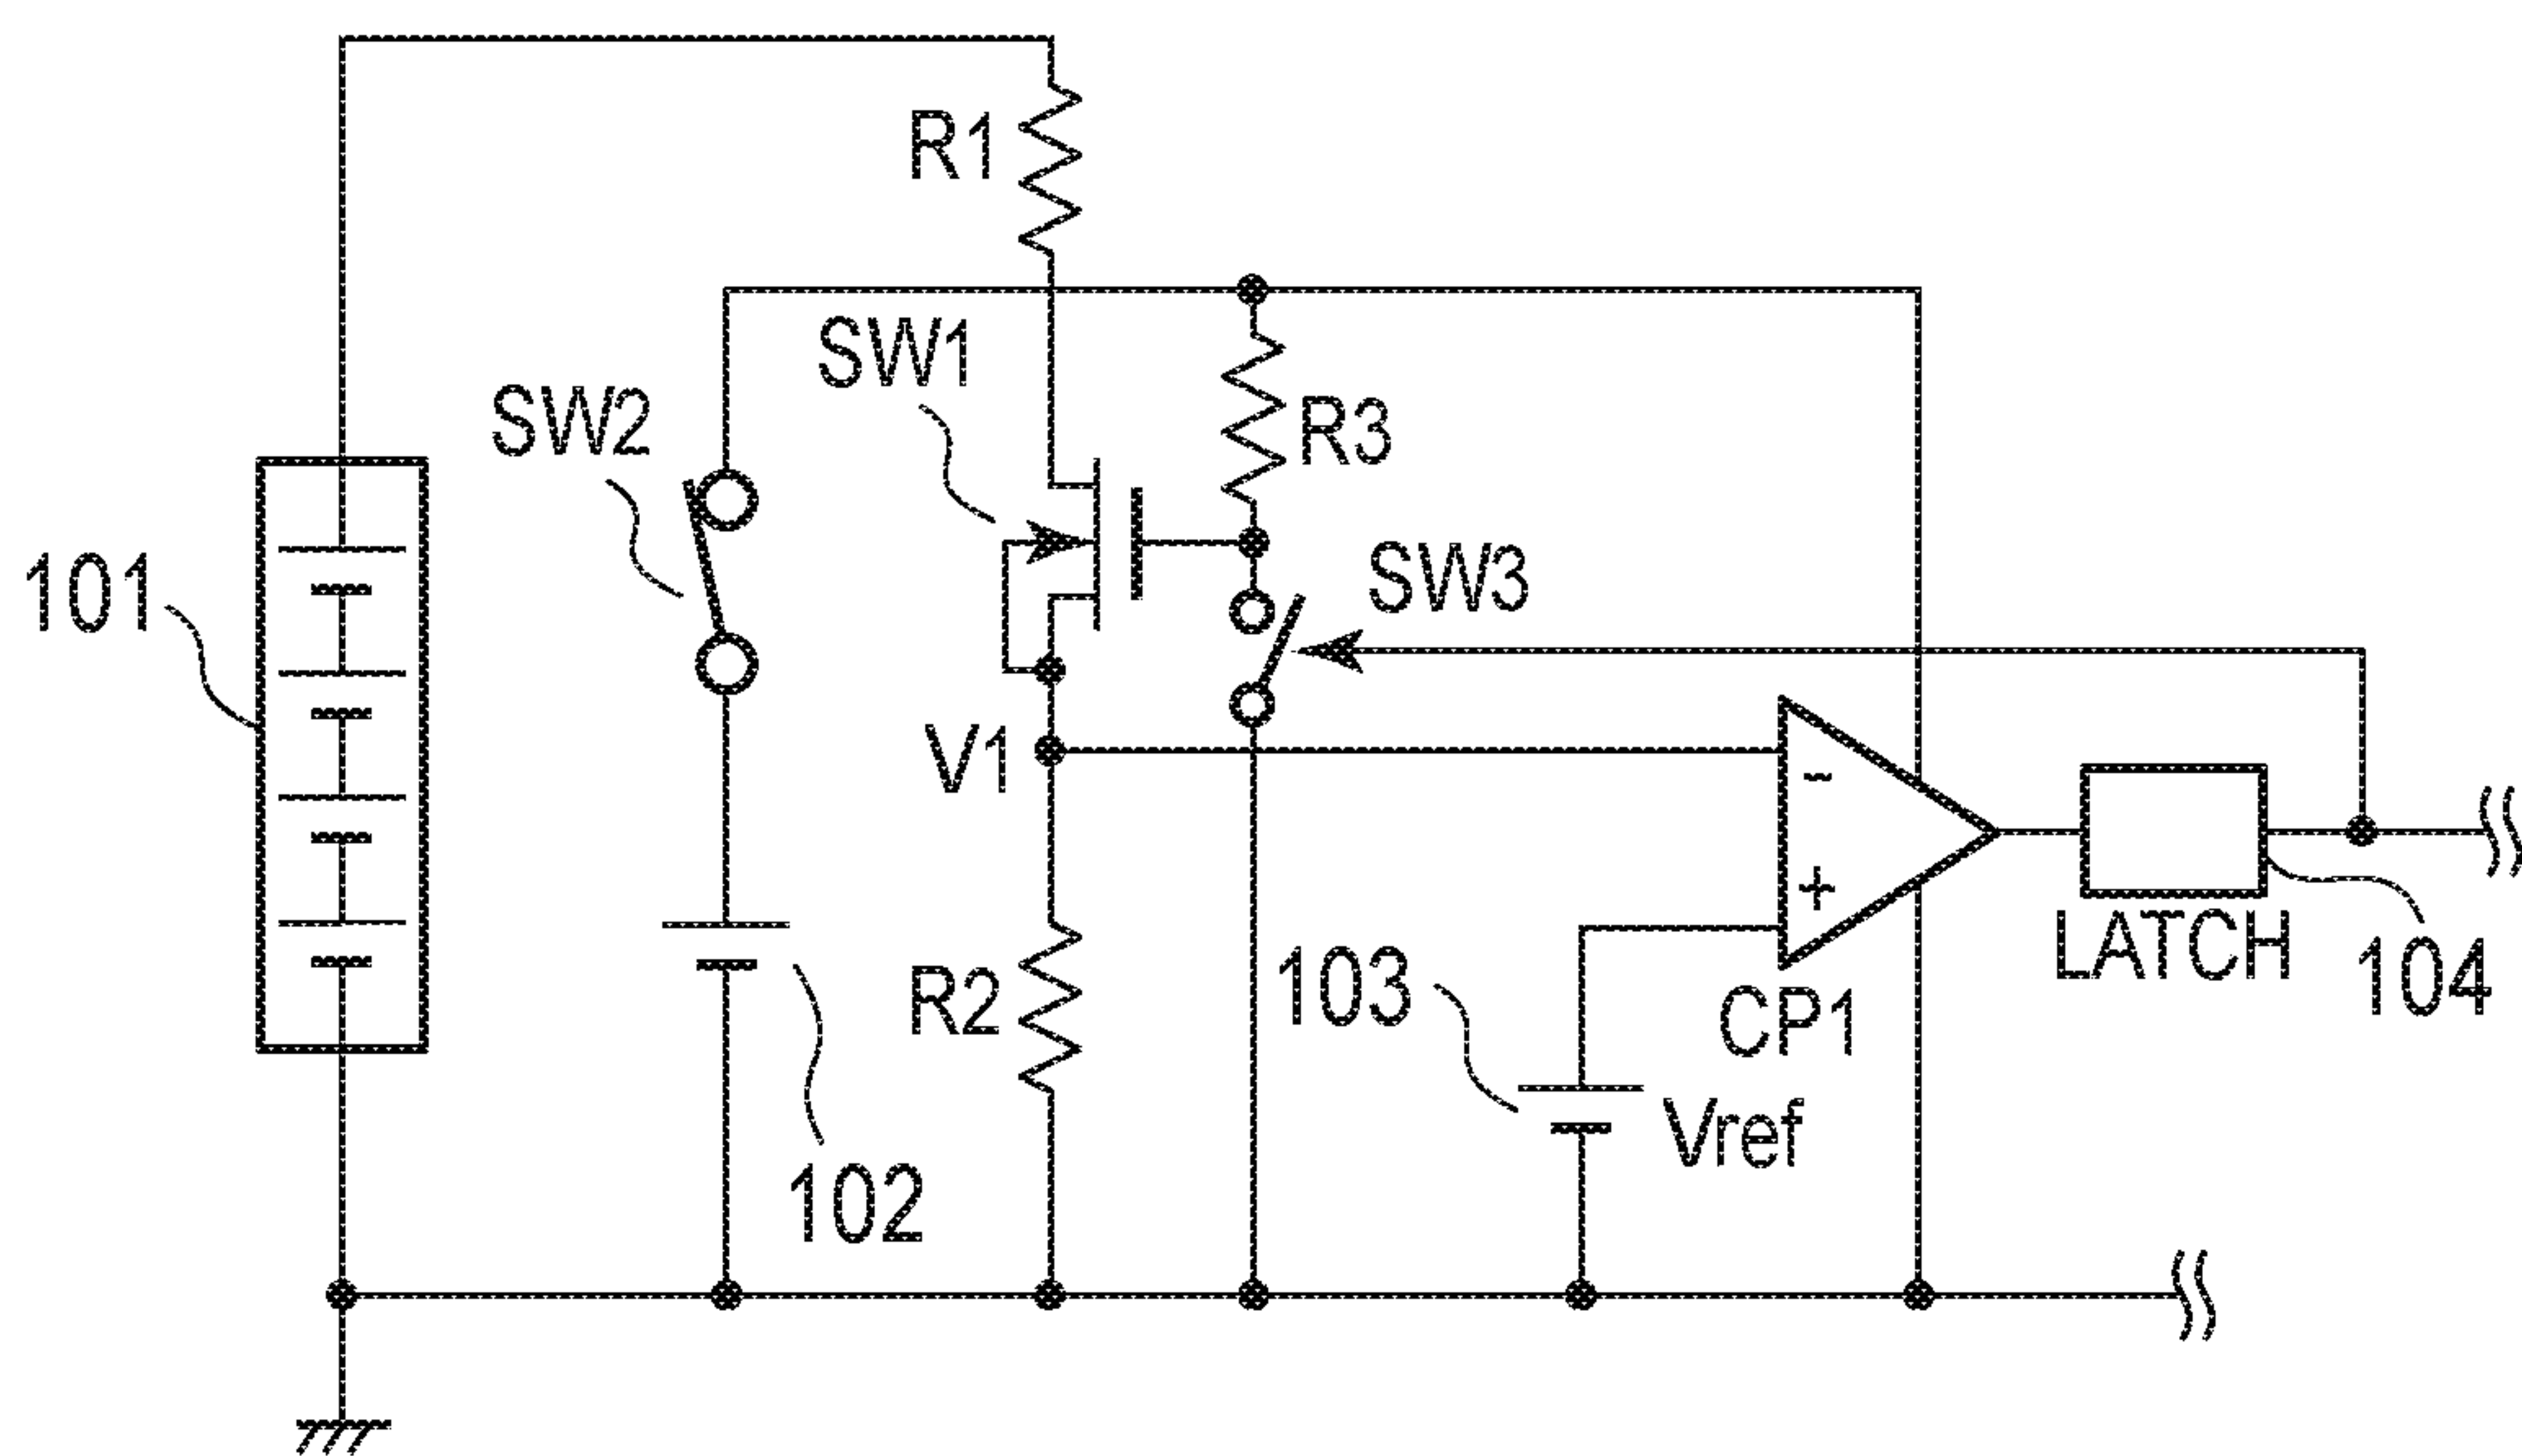 R1
SW1
SW2
R3
SW3
101
V1
-
+
R2
103
CP1
LATCH
104
Vref
102